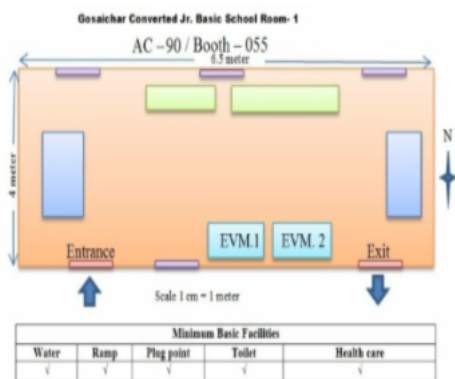 Gosaichar Converted Jr. Basic School Room- 1
AC –90 / Booth – 055
6.5 meter
4 meter
N
EVM.1 EVM. 2
Entrance Exit
Scale 1 cm = 1 meter
Minimum Basic Facilities
Water Ramp Plug point Toilet Health care
√ √ √ √ √